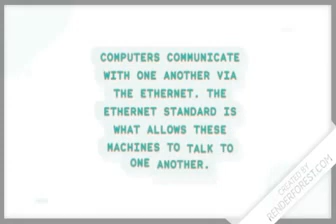 COMPUTERS COMMUNICATE
WITH ONE ANOTHER VIA
THE ETHERNET. THE
ETHERNET STANDARD IS
WHAT ALLOWS THESE
MACHINES TO TALK TO
ONE ANOTHER.
CREATED BY
RENDERFOREST.COM